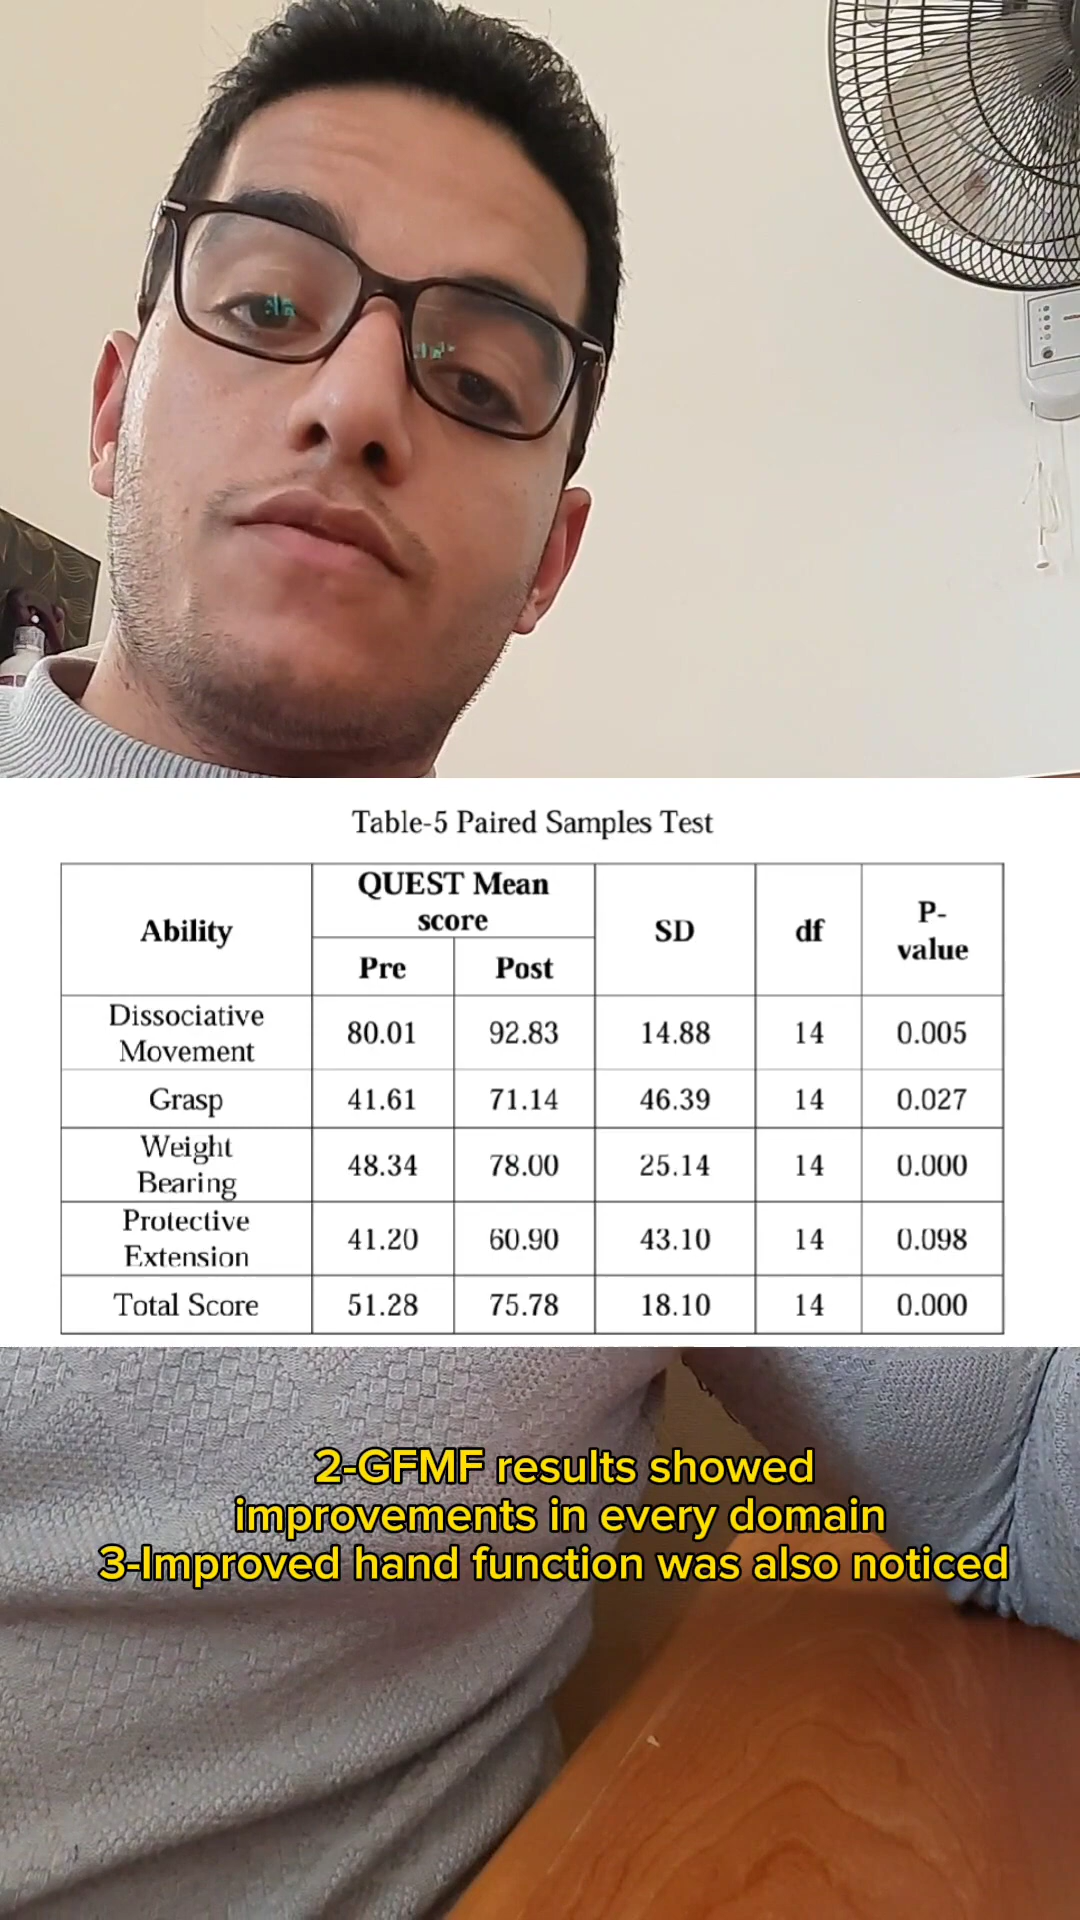 Table-5 Paired Samples Test
Ability QUEST Mean score SD df P-value
Pre Post
Dissociative Movement 80.01 92.83 14.88 14 0.005
Grasp 41.61 71.14 46.39 14 0.027
Weight Bearing 48.34 78.00 25.14 14 0.000
Protective Extension 41.20 60.90 43.10 14 0.098
Total Score 51.28 75.78 18.10 14 0.000
2-GFMF results showed
improvements in every domain
3-Improved hand function was also noticed